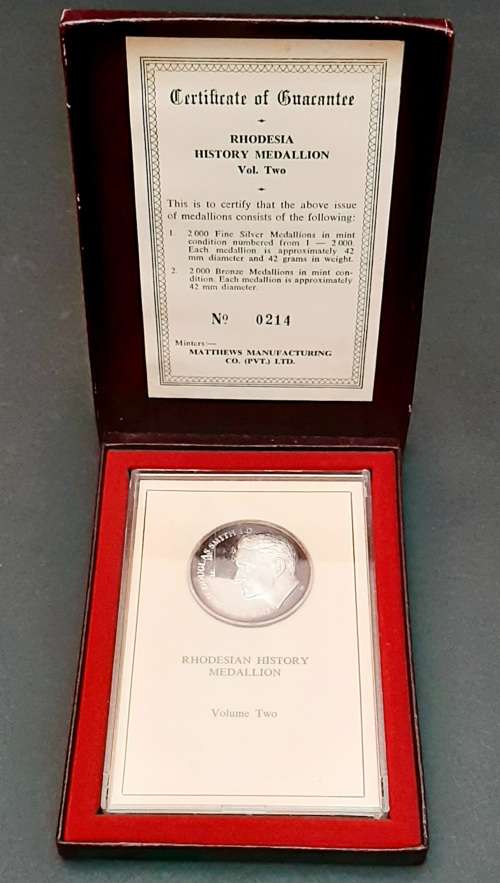 Certificate of Guarantee
RHODESIA
HISTORY MEDALLION
Vol. Two
This is to certify that the above issue
of medallions consists of the following:
1. 2 000 Fine Silver Medallions in mint
condition numbered from 1 — 2 000.
Each medallion is approximately 42
mm diameter and 42 grams in weight.
2. 2 000 Bronze Medallions in mint con-
dition. Each medallion is approximately
42 mm diameter.
No 0214
Minters:—
MATTHEWS MANUFACTURING
CO. (PVT.) LTD.
DOUGLAS SMITH I.D.
RHODESIAN HISTORY
MEDALLION
Volume Two